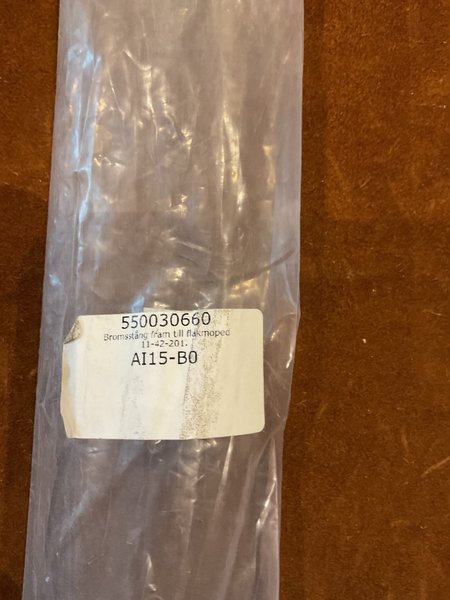 550030660
Bromsstång fram till flakmoped
11-42-201.
AI15-B0